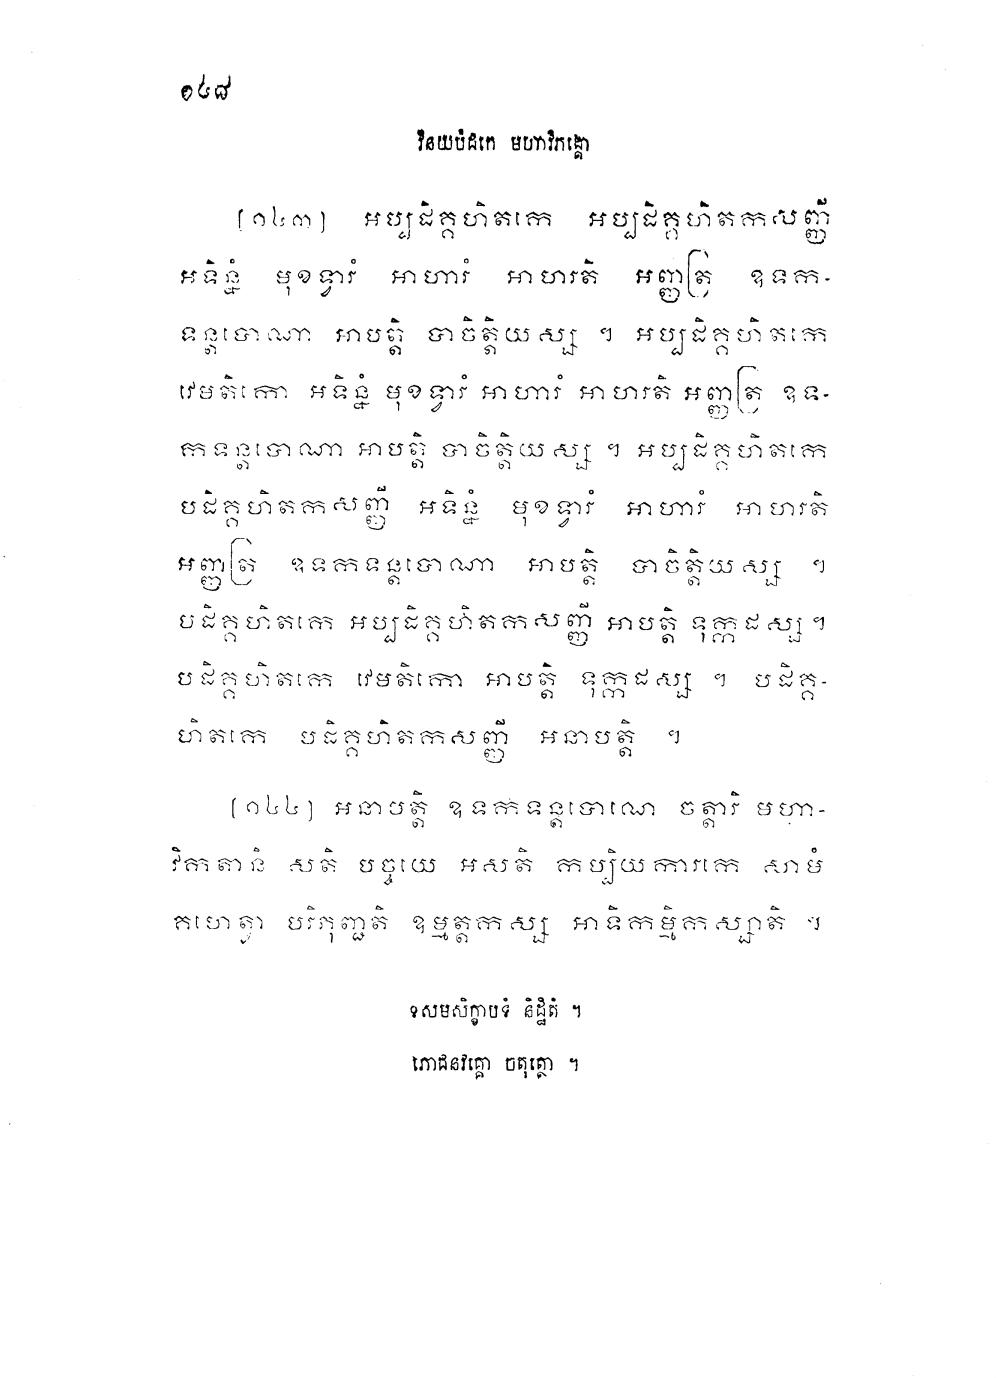 ១៤៨
វិនយបិដកេ មហាវិភង្គោ
[១៤៣] អប្បដិគ្គហិតកេ អប្បដិគ្គហិតកសញ្ញី
អទិន្នំ មុខទ្វារំ អាហារំ អាហរតិ អញ្ញត្រ ឧទក-
ទន្តបោណា អាបត្តិ បាចិត្តិយស្ស ។ អប្បដិគ្គហិតកេ
វេមតិកោ អទិន្នំ មុខទ្វារំ អាហារំ អាហរតិ អញ្ញត្រ ឧទ-
កទន្តបោណា អាបត្តិ បាចិត្តិយស្ស ។ អប្បដិគ្គហិតកេ
បដិគ្គហិតកសញ្ញី អទិន្នំ មុខទ្វារំ អាហារំ អាហរតិ
អញ្ញត្រ ឧទកទន្តបោណា អាបត្តិ បាចិត្តិយស្ស ។
បដិគ្គហិតកេ អប្បដិគ្គហិតកសញ្ញី អាបត្តិ ទុក្កដស្ស ។
បដិគ្គហិតកេ វេមតិកោ អាបត្តិ ទុក្កដស្ស ។ បដិគ្គ-
ហិតកេ បដិគ្គហិតកសញ្ញី អនាបត្តិ ។
[១៤៤] អនាបត្តិ ឧទកទន្តបោណេ ចត្តារិ មហា-
វិកតានិ សតិ បច្ចយេ អសតិ កប្បិយការកេ សាមំ
គហេត្វា បរិភុញ្ជតិ ឧម្មត្តកស្ស អាទិកម្មិកស្សាតិ ។
ទសមសិក្ខាបទំ និដ្ឋិតំ ។
ភោជនវគ្គោ ចតុត្ថោ ។